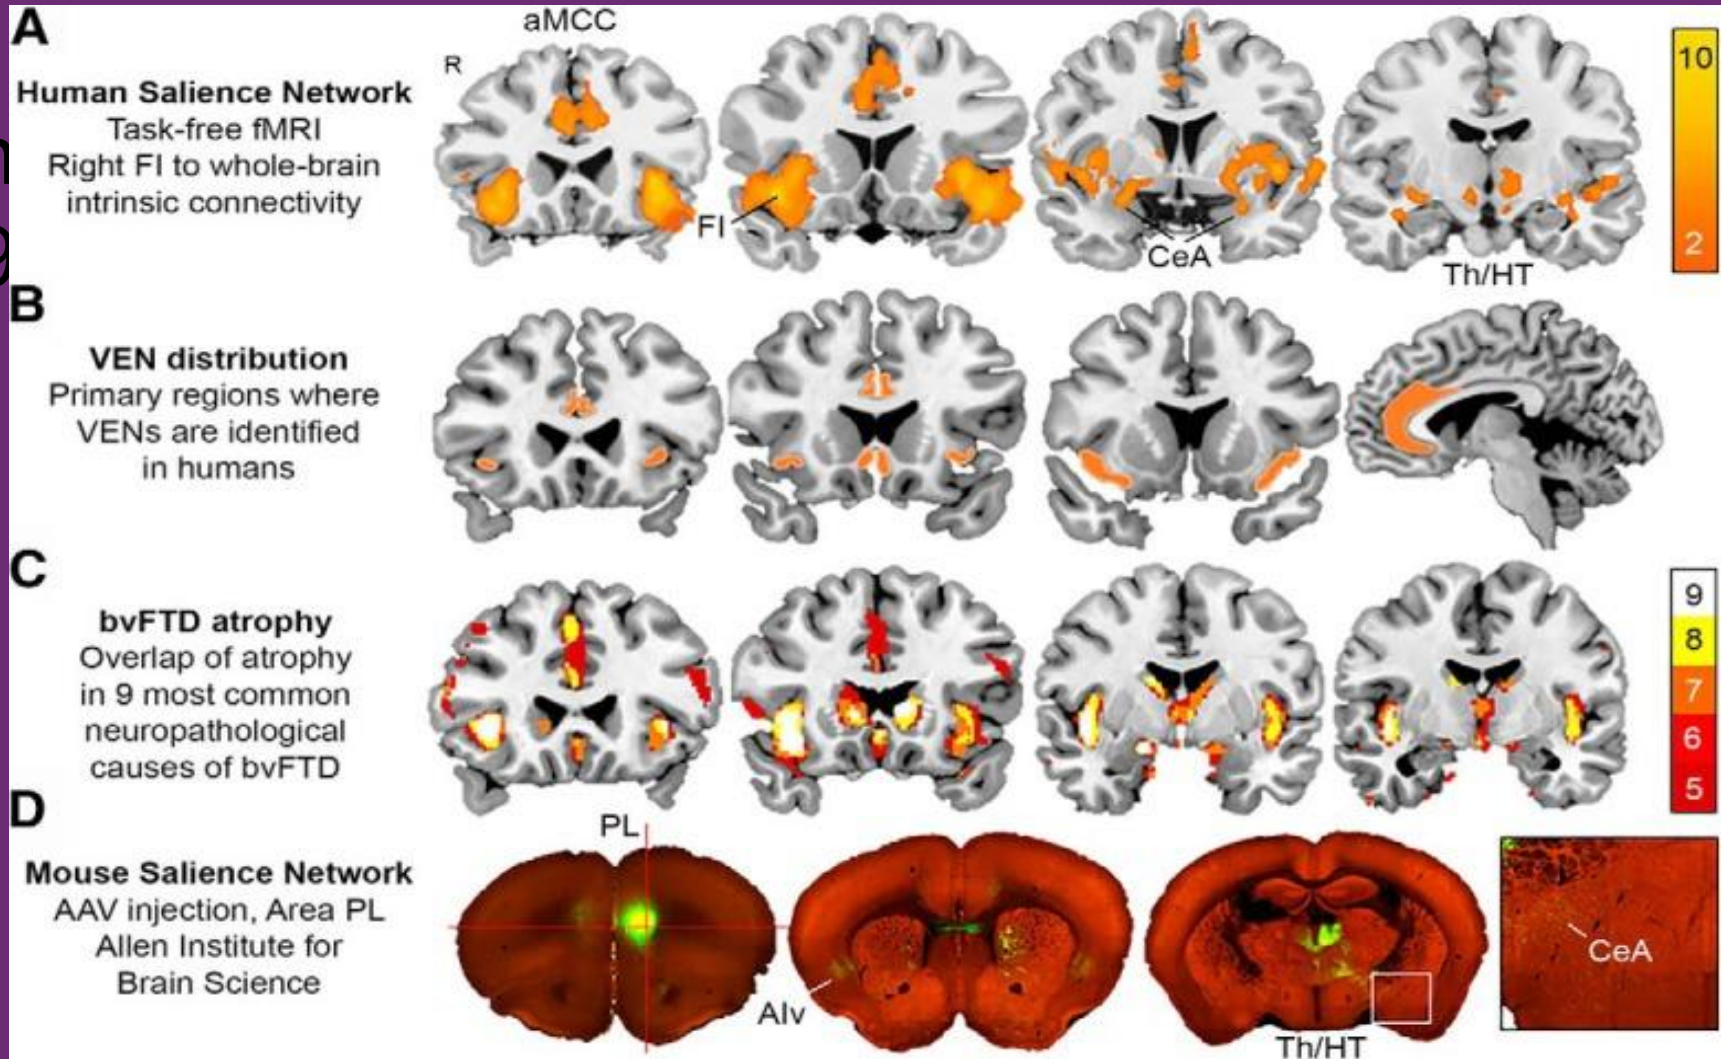 A
Human Salience Network
Task-free fMRI
Right FI to whole-brain
intrinsic connectivity
aMCC
R
FI
CeA
Th/HT
10
2
B
VEN distribution
Primary regions where
VENs are identified
in humans
C
bvFTD atrophy
Overlap of atrophy
in 9 most common
neuropathological
causes of bvFTD
9
8
7
6
5
D
Mouse Salience Network
AAV injection, Area PL
Allen Institute for
Brain Science
PL
AIv
Th/HT
CeA